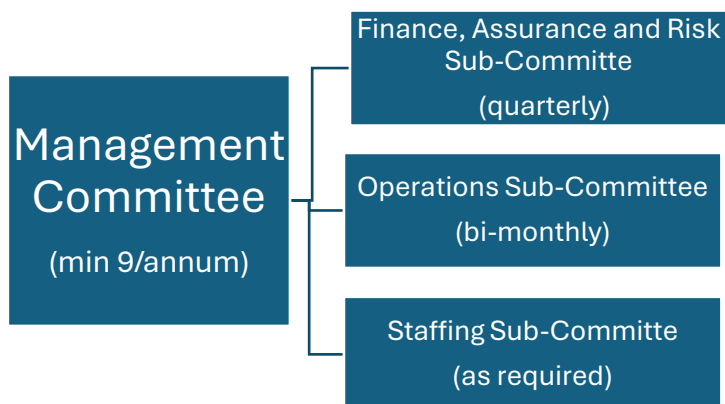 Management
Committee
(min 9/annum)
Finance, Assurance and Risk
Sub-Committe
(quarterly)
Operations Sub-Committee
(bi-monthly)
Staffing Sub-Committe
(as required)